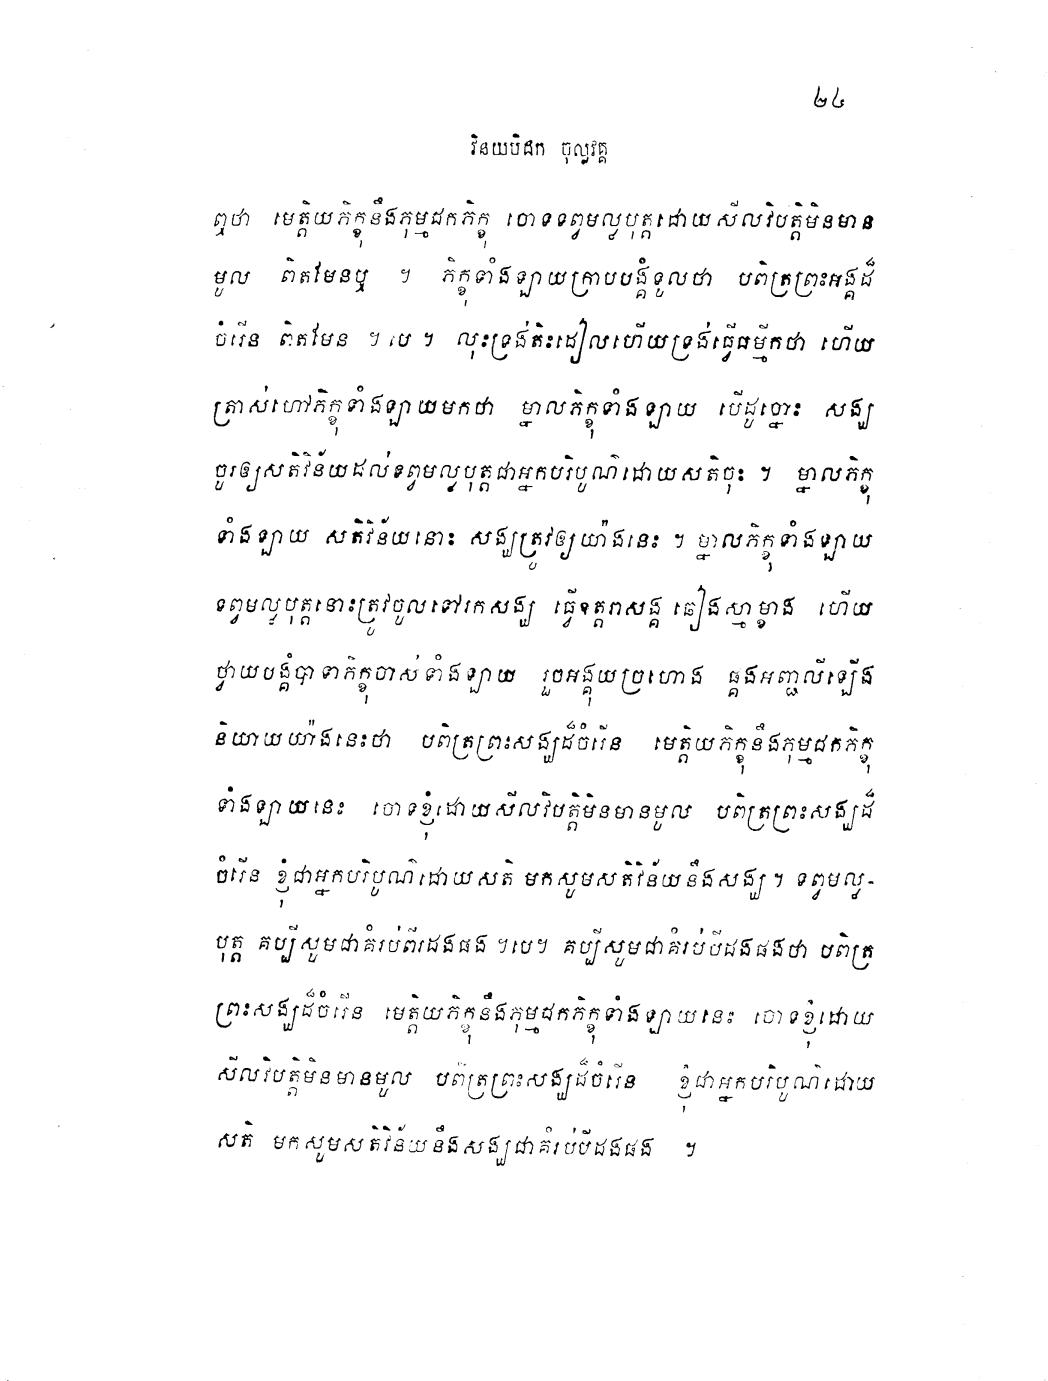 ២៤
វិនយបិដក ចុល្លវគ្គ
ឮថា មេត្តិយភិក្ខុនឹងភុម្មជកភិក្ខុ ចោទទព្វមល្លបុត្តដោយសីលវិបត្តិមិនមាន
មូល ពិតមែនឬ ។ ភិក្ខុទាំងឡាយក្រាបបង្គំទូលថា បពិត្រព្រះអង្គដ៏
ចំរើន ពិតមែន ។ បេ ។ លុះទ្រង់តិះដៀលហើយទ្រង់ធ្វើធម្មីកថា ហើយ
ត្រាស់ហៅភិក្ខុទាំងឡាយមកថា ម្នាលភិក្ខុទាំងឡាយ បើដូច្នោះ សង្ឃ
ចូរឲ្យសតិវិន័យដល់ទព្វមល្លបុត្តជាអ្នកបរិបូណ៌ដោយសតិចុះ ។ ម្នាលភិក្ខុ
ទាំងឡាយ សតិវិន័យនោះ សង្ឃត្រូវឲ្យយ៉ាងនេះ ។ ម្នាលភិក្ខុទាំងឡាយ
ទព្វមល្លបុត្តនោះត្រូវចូលទៅរកសង្ឃ ធ្វើឧត្តរាសង្គ ឆៀងស្មាម្ខាង ហើយ
ថ្វាយបង្គំបាទាភិក្ខុចាស់ទាំងឡាយ រួចអង្គុយច្រហោង ផ្គងអញ្ជលីឡើង
និយាយយ៉ាងនេះថា បពិត្រព្រះសង្ឃដ៏ចំរើន មេត្តិយភិក្ខុនឹងភុម្មជកភិក្ខុ
ទាំងឡាយនេះ ចោទខ្ញុំដោយសីលវិបត្តិមិនមានមូល បពិត្រព្រះសង្ឃដ៏
ចំរើន ខ្ញុំជាអ្នកបរិបូណ៌ដោយសតិ មកសូមសតិវិន័យនឹងសង្ឃ ។ ទព្វមល្ល-
បុត្ត គប្បីសូមជាគំរប់ពីរដងផង ។បេ។ គប្បីសូមជាគំរប់បីដងផងថា បពិត្រ
ព្រះសង្ឃដ៏ចំរើន មេត្តិយភិក្ខុនឹងភុម្មជកភិក្ខុទាំងឡាយនេះ ចោទខ្ញុំដោយ
សីលវិបត្តិមិនមានមូល បពិត្រព្រះសង្ឃដ៏ចំរើន ខ្ញុំជាអ្នកបរិបូណ៌ដោយ
សតិ មកសូមសតិវិន័យនឹងសង្ឃជាគំរប់បីដងផង ។